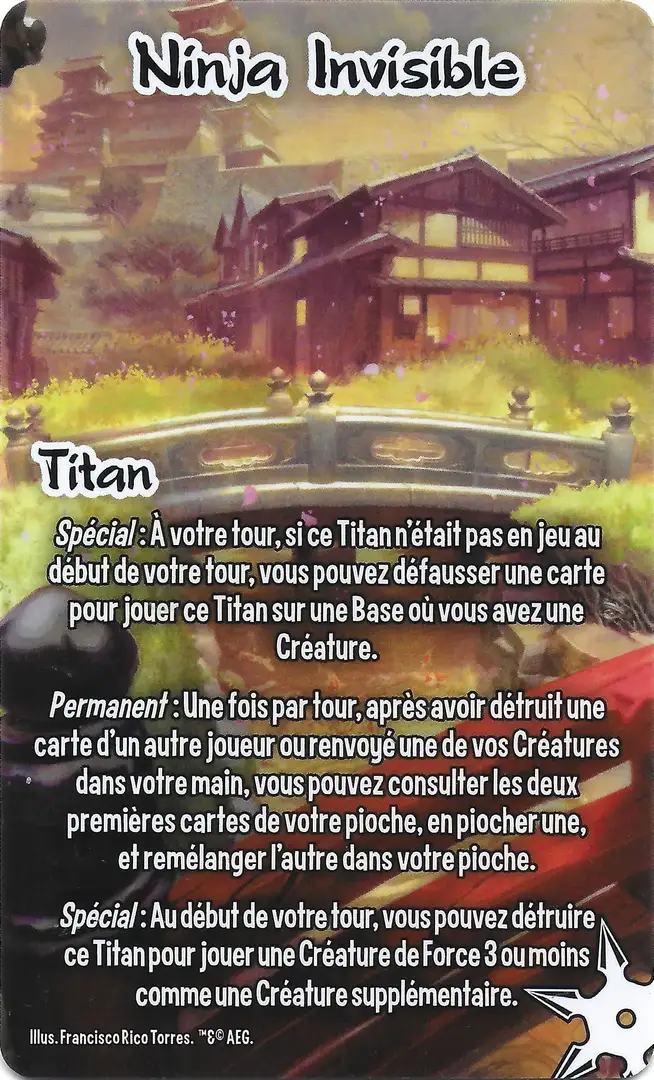 Ninja Invisible
Titan
Spécial : À votre tour, si ce Titan n'était pas en jeu au
début de votre tour, vous pouvez défausser une carte
pour jouer ce Titan sur une Base où vous avez une
Créature.
Permanent : Une fois par tour, après avoir détruit une
carte d'un autre joueur ou renvoyé une de vos Créatures
dans votre main, vous pouvez consulter les deux
premières cartes de votre pioche, en piocher une,
et remélanger l'autre dans votre pioche.
Spécial : Au début de votre tour, vous pouvez détruire
ce Titan pour jouer une Créature de Force 3 ou moins
comme une Créature supplémentaire.
Illus. Francisco Rico Torres. ™&© AEG.